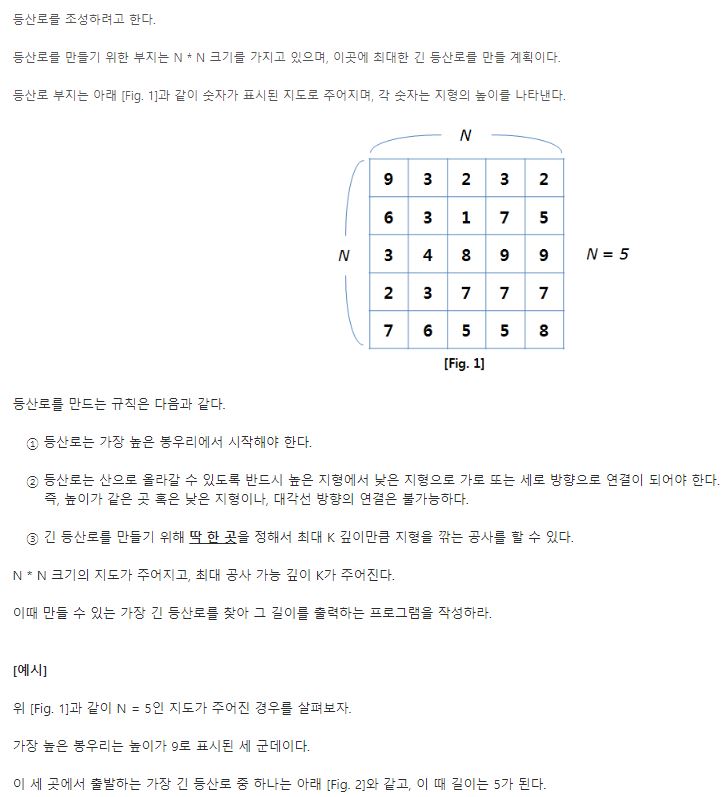 등산로를 조성하려고 한다.
등산로를 만들기 위한 부지는 N * N 크기를 가지고 있으며, 이곳에 최대한 긴 등산로를 만들 계획이다.
등산로 부지는 아래 [Fig. 1]과 같이 숫자가 표시된 지도로 주어지며, 각 숫자는 지형의 높이를 나타낸다.
N
9 3 2 3 2
6 3 1 7 5
N 3 4 8 9 9 N = 5
2 3 7 7 7
7 6 5 5 8
[Fig. 1]
등산로를 만드는 규칙은 다음과 같다.
① 등산로는 가장 높은 봉우리에서 시작해야 한다.
② 등산로는 산으로 올라갈 수 있도록 반드시 높은 지형에서 낮은 지형으로 가로 또는 세로 방향으로 연결이 되어야 한다.
즉, 높이가 같은 곳 혹은 낮은 지형이나, 대각선 방향의 연결은 불가능하다.
③ 긴 등산로를 만들기 위해 딱 한 곳을 정해서 최대 K 깊이만큼 지형을 깎는 공사를 할 수 있다.
N * N 크기의 지도가 주어지고, 최대 공사 가능 깊이 K가 주어진다.
이때 만들 수 있는 가장 긴 등산로를 찾아 그 길이를 출력하는 프로그램을 작성하라.
[예시]
위 [Fig. 1]과 같이 N = 5인 지도가 주어진 경우를 살펴보자.
가장 높은 봉우리는 높이가 9로 표시된 세 군데이다.
이 세 곳에서 출발하는 가장 긴 등산로 중 하나는 아래 [Fig. 2]와 같고, 이 때 길이는 5가 된다.